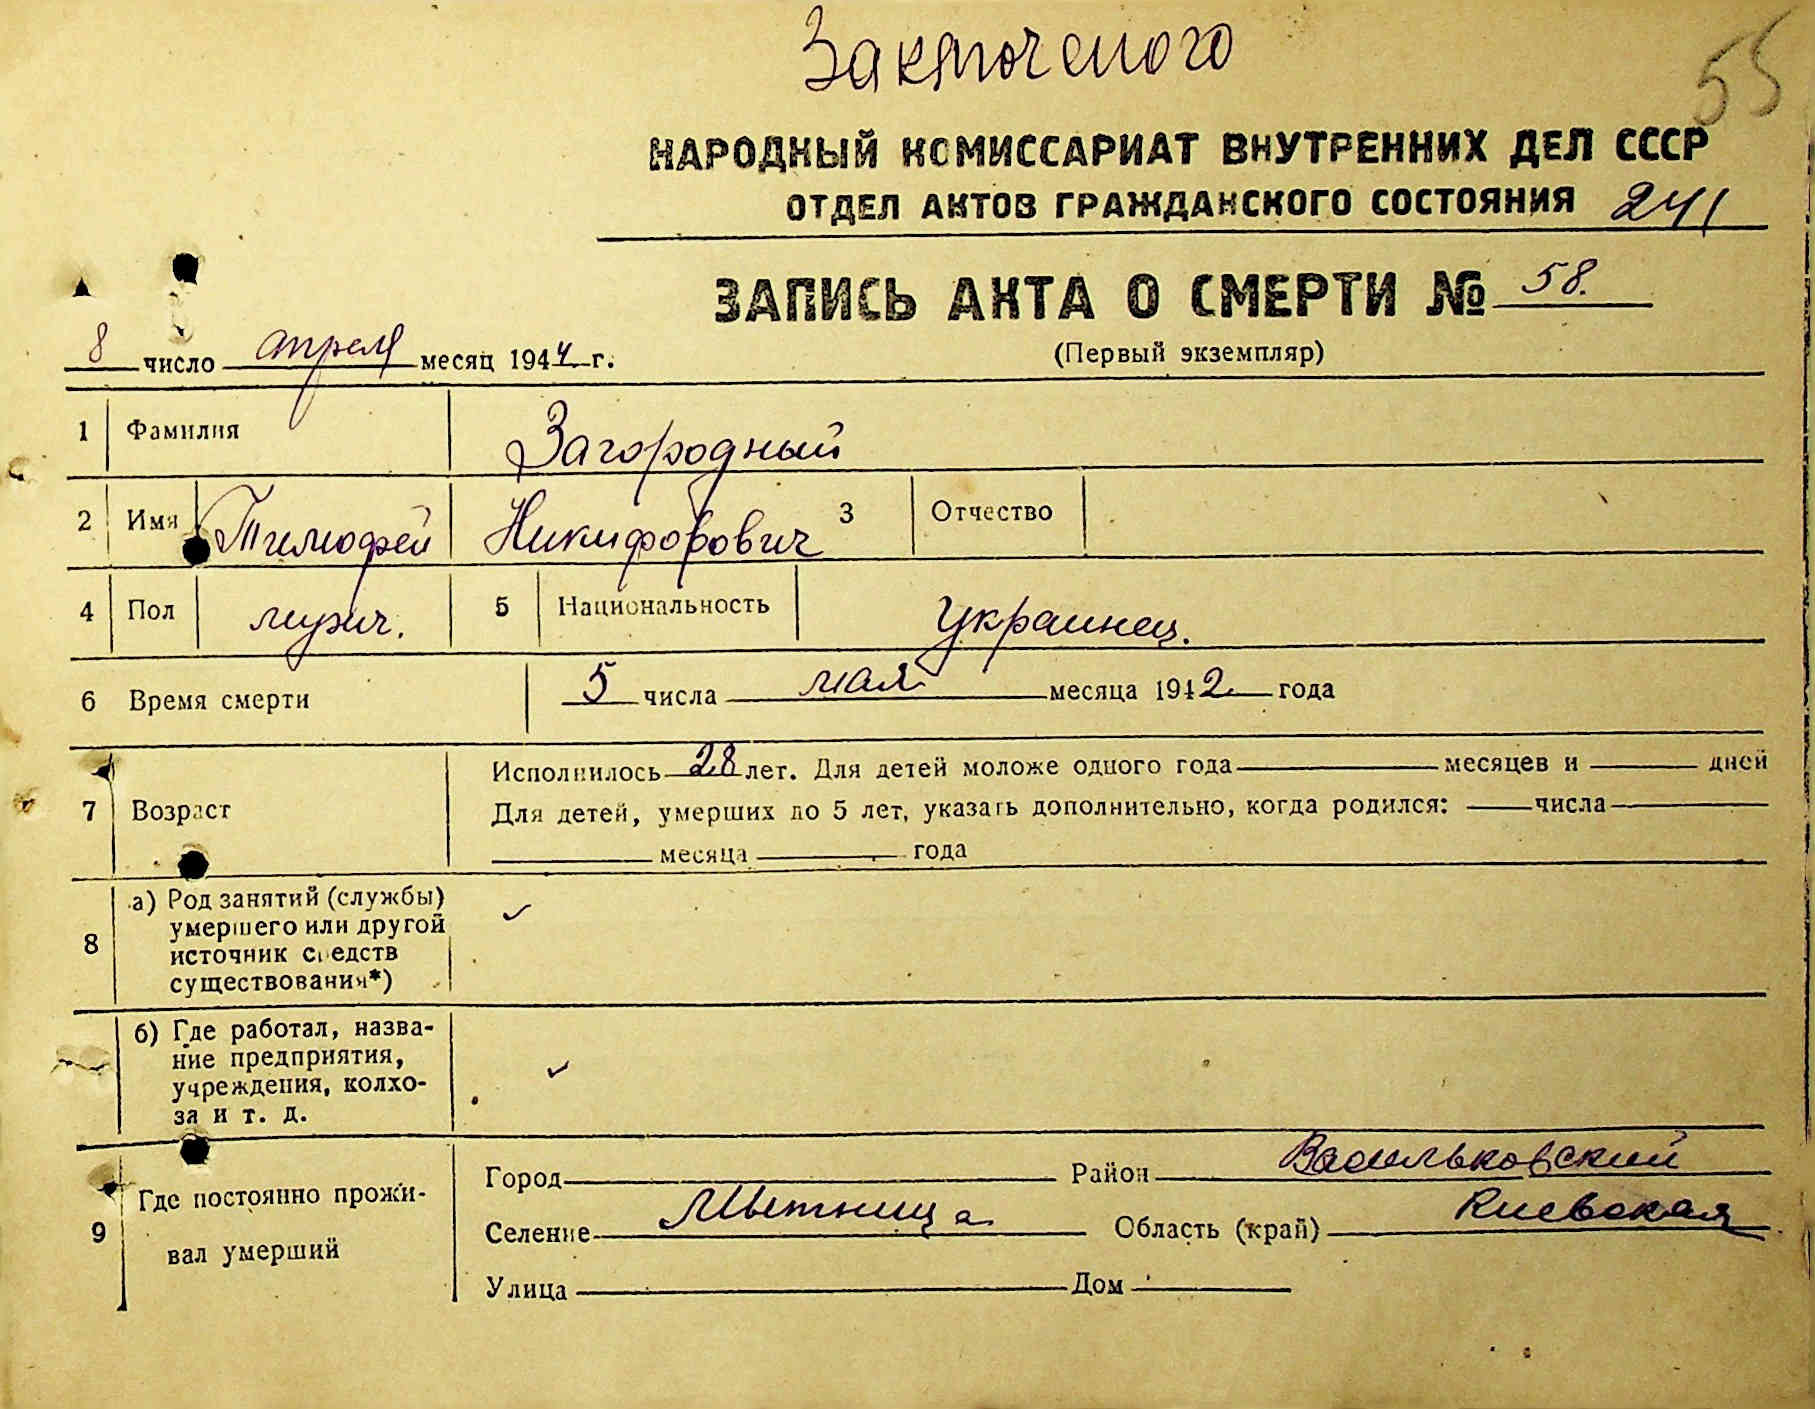 Заключеного
55
НАРОДНЫЙ КОМИССАРИАТ ВНУТРЕННИХ ДЕЛ СССР
ОТДЕЛ АКТОВ ГРАЖДАНСКОГО СОСТОЯНИЯ 241
ЗАПИСЬ АКТА О СМЕРТИ № 58.
8 число апреля месяц 1944 г.
(Первый экземпляр)
1 Фамилия Загородный
2 Имя Тимофей Никифорович 3 Отчество
4 Пол мужч. 5 Национальность украинец.
6 Время смерти 5 числа мая месяца 1942 года
Исполнилось 28 лет. Для детей моложе одного года месяцев и дней
7 Возраст Для детей, умерших до 5 лет, указать дополнительно, когда родился: числа
месяца года
8 а) Род занятий (службы)
умершего или другой
источник средств
существования*)
б) Где работал, назва-
ние предприятия,
учреждения, колхо-
за и т. д.
9 Где постоянно прожи-
вал умерший
Город Район Васильковский
Селение Мытница Область (край) Киевская
Улица Дом